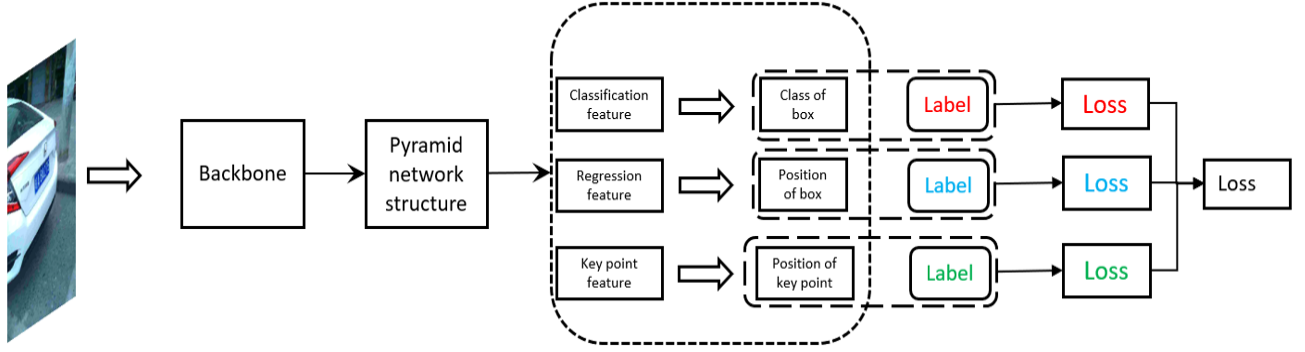 Backbone
Pyramid
network
structure
Classification
feature
Class of
box
Label
Loss
Regression
feature
Position
of box
Label
Loss
Loss
Key point
feature
Position of
key point
Label
Loss